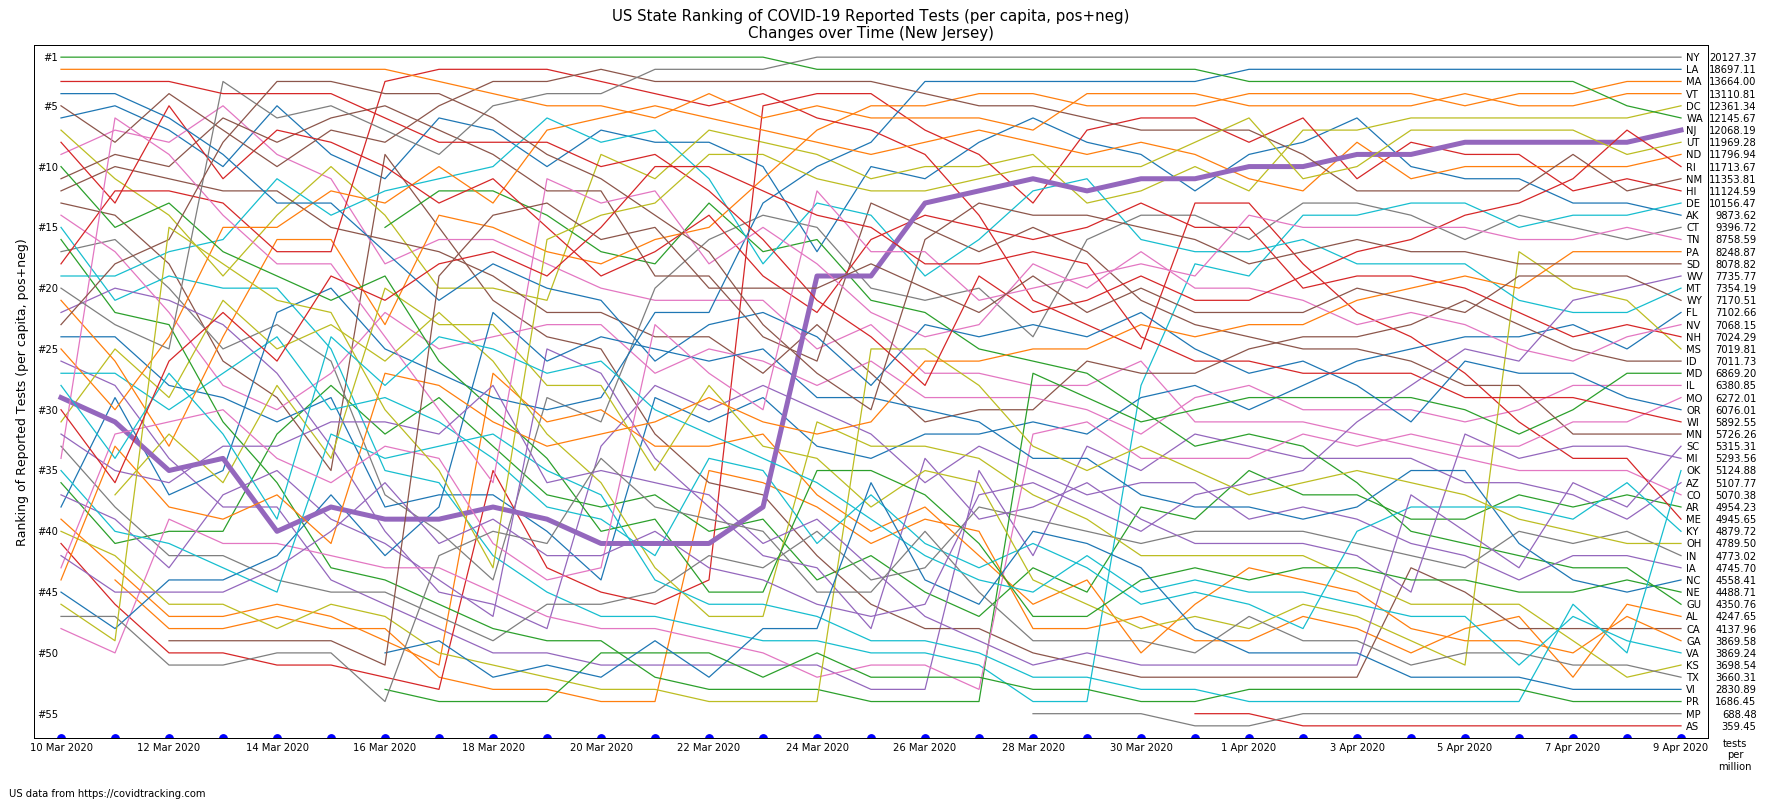 US State Ranking of COVID-19 Reported Tests (per capita, pos+neg)
Changes over Time (New Jersey)
Ranking of Reported Tests (per capita, pos+neg)
#1
#5
#10
#15
#20
#25
#30
#35
#40
#45
#50
#55
NY 20127.37
LA 18697.11
MA 13664.00
VT 13110.81
DC 12361.34
WA 12145.67
NJ 12068.19
UT 11969.28
ND 11796.94
RI 11713.67
NM 11353.81
HI 11124.59
DE 10156.47
AK 9873.62
CT 9396.72
TN 8758.59
PA 8248.87
SD 8078.82
WV 7735.77
MT 7354.19
WY 7170.51
FL 7102.66
NV 7068.15
NH 7024.29
MS 7019.81
ID 7011.73
MD 6869.20
IL 6380.85
MO 6272.01
OR 6076.01
WI 5892.55
MN 5726.26
SC 5315.31
MI 5293.56
OK 5124.88
AZ 5107.77
CO 5070.38
AR 4954.23
ME 4945.65
KY 4879.72
OH 4789.50
IN 4773.02
IA 4745.70
NC 4558.41
NE 4488.71
GU 4350.76
AL 4247.65
CA 4137.96
GA 3869.58
VA 3869.24
KS 3698.54
TX 3660.31
VI 2830.89
PR 1686.45
MP 688.48
AS 359.45
10 Mar 2020 12 Mar 2020 14 Mar 2020 16 Mar 2020 18 Mar 2020 20 Mar 2020 22 Mar 2020 24 Mar 2020 26 Mar 2020 28 Mar 2020 30 Mar 2020 1 Apr 2020 3 Apr 2020 5 Apr 2020 7 Apr 2020 9 Apr 2020
tests
per
million
US data from https://covidtracking.com